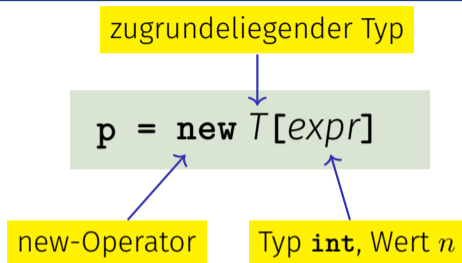 zugrundeliegender Typ
p = new T[expr]
new-Operator
Typ int, Wert n